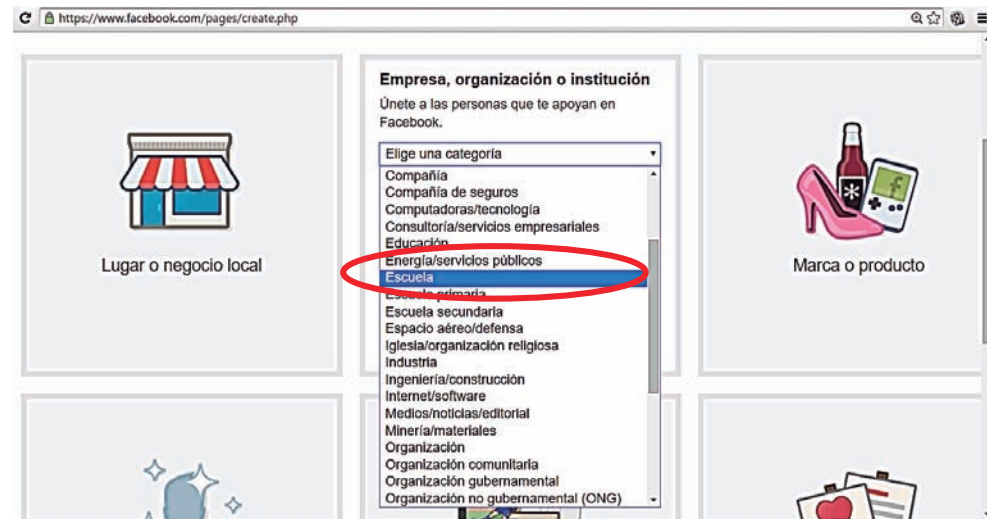 https://www.facebook.com/pages/create.php
Empresa, organización o institución
Únete a las personas que te apoyan en
Facebook.
Elige una categoría
Compañía
Compañía de seguros
Computadoras/tecnología
Consultoría/servicios empresariales
Educación
Energía/servicios públicos
Escuela
Escuela primaria
Escuela secundaria
Espacio aéreo/defensa
Iglesia/organización religiosa
Industria
Ingeniería/construcción
Internet/software
Medios/noticias/editorial
Minería/materiales
Organización
Organización comunitaria
Organización gubernamental
Organización no gubernamental (ONG)
Lugar o negocio local
Marca o producto